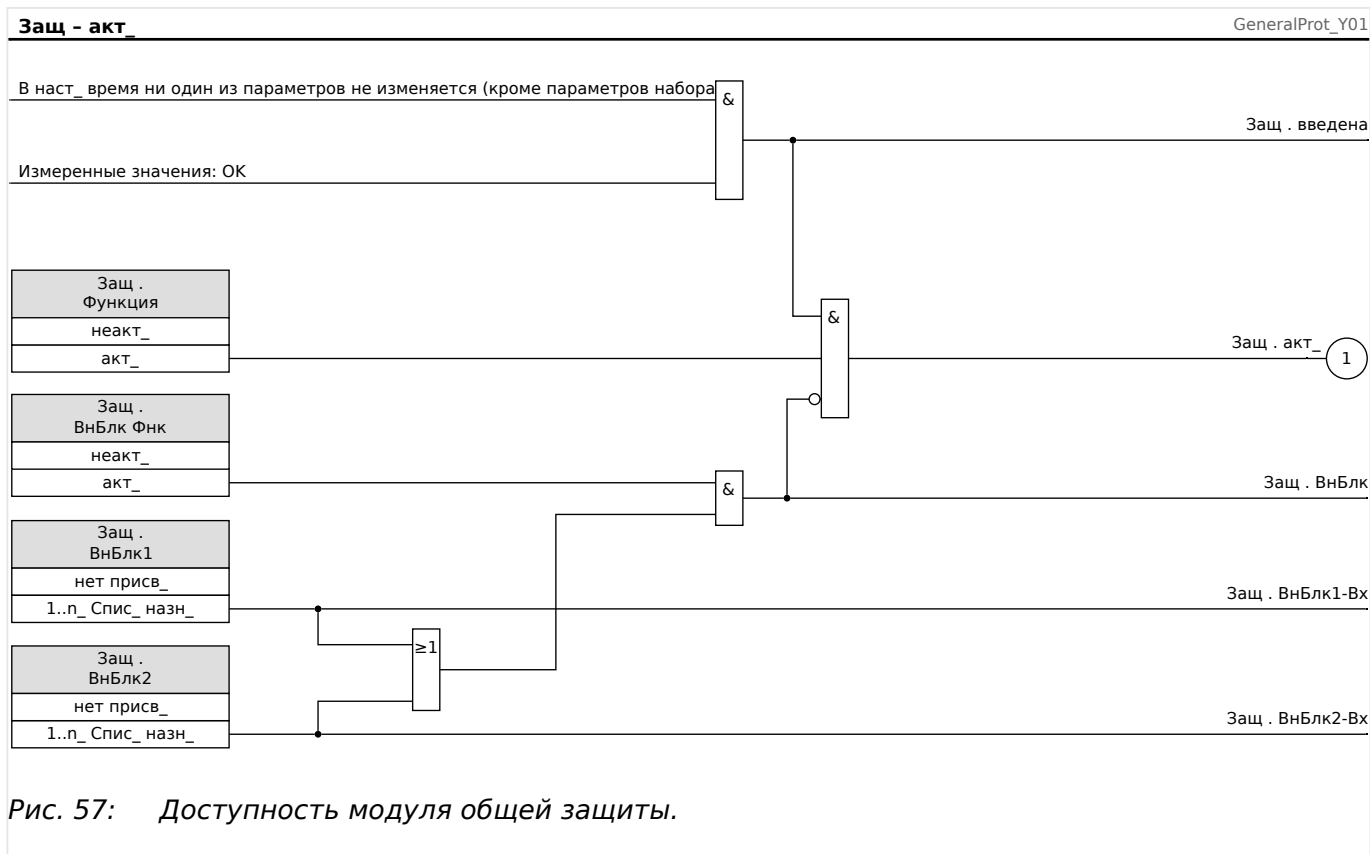 Защ – акт_
GeneralProt_Y01
В наст_ время ни один из параметров не изменяется (кроме параметров набора
&
Защ . введена
Измеренные значения: OK
Защ .
Функция
неакт_
акт_
&
Защ . акт_
1
Защ .
ВнБлк Фнк
неакт_
акт_
&
Защ . ВнБлк
Защ .
ВнБлк1
нет присв_
1..n_ Спис_ назн_
Защ . ВнБлк1-Вх
≥1
Защ .
ВнБлк2
нет присв_
1..n_ Спис_ назн_
Защ . ВнБлк2-Вх
Рис. 57: Доступность модуля общей защиты.